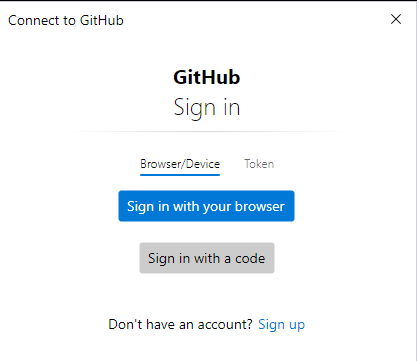 Connect to GitHub
GitHub
Sign in
Browser/Device Token
Sign in with your browser
Sign in with a code
Don't have an account? Sign up